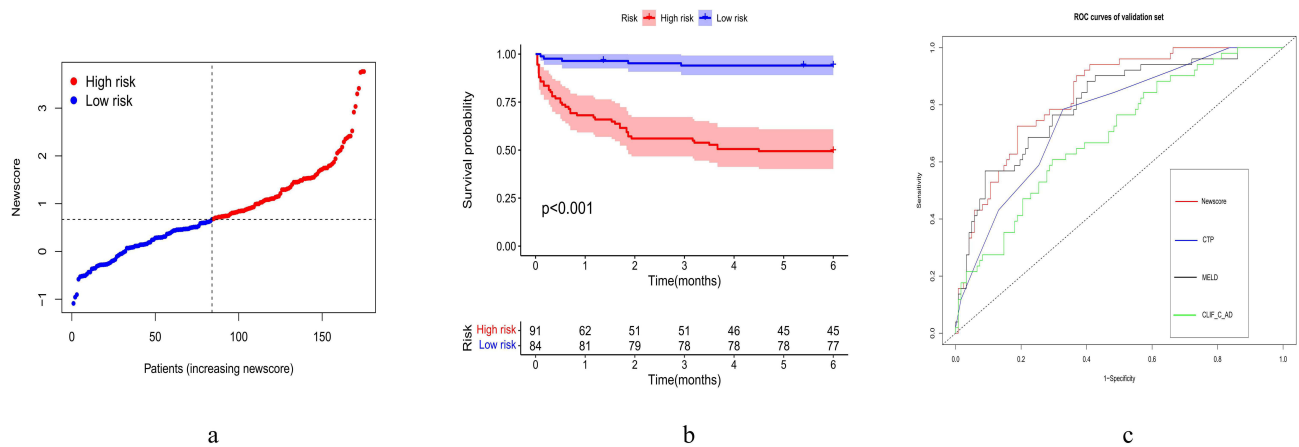 High risk
Low risk
Newscore
3
2
1
0
−1
0 50 100 150
Patients (increasing newscore)
a
Risk High risk Low risk
Survival probability
1.00
0.75
0.50
0.25
0.00
p<0.001
0 1 2 3 4 5 6
Time(months)
Risk
High risk 91 62 51 51 46 45 45
Low risk 84 81 79 78 78 78 77
0 1 2 3 4 5 6
Time(months)
b
ROC curves of validation set
Sensitivity
1.0
0.8
0.6
0.4
0.2
0.0
Newscore
CTP
MELD
CLIF_C_AD
0.0 0.2 0.4 0.6 0.8 1.0
1-Specificity
c